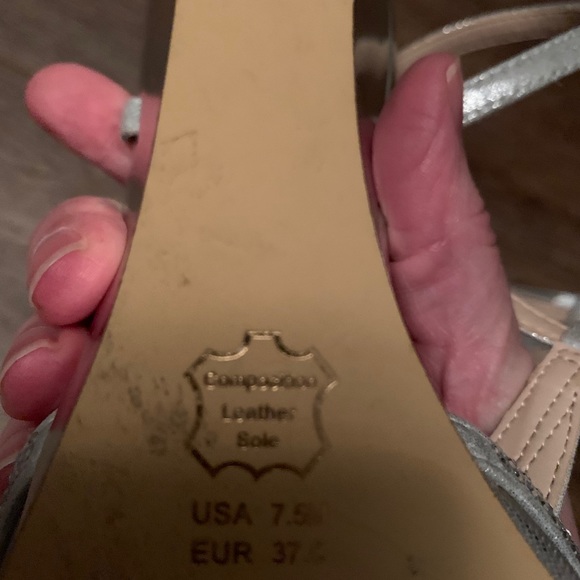 Leather
Sole
USA 7.5
EUR 37.